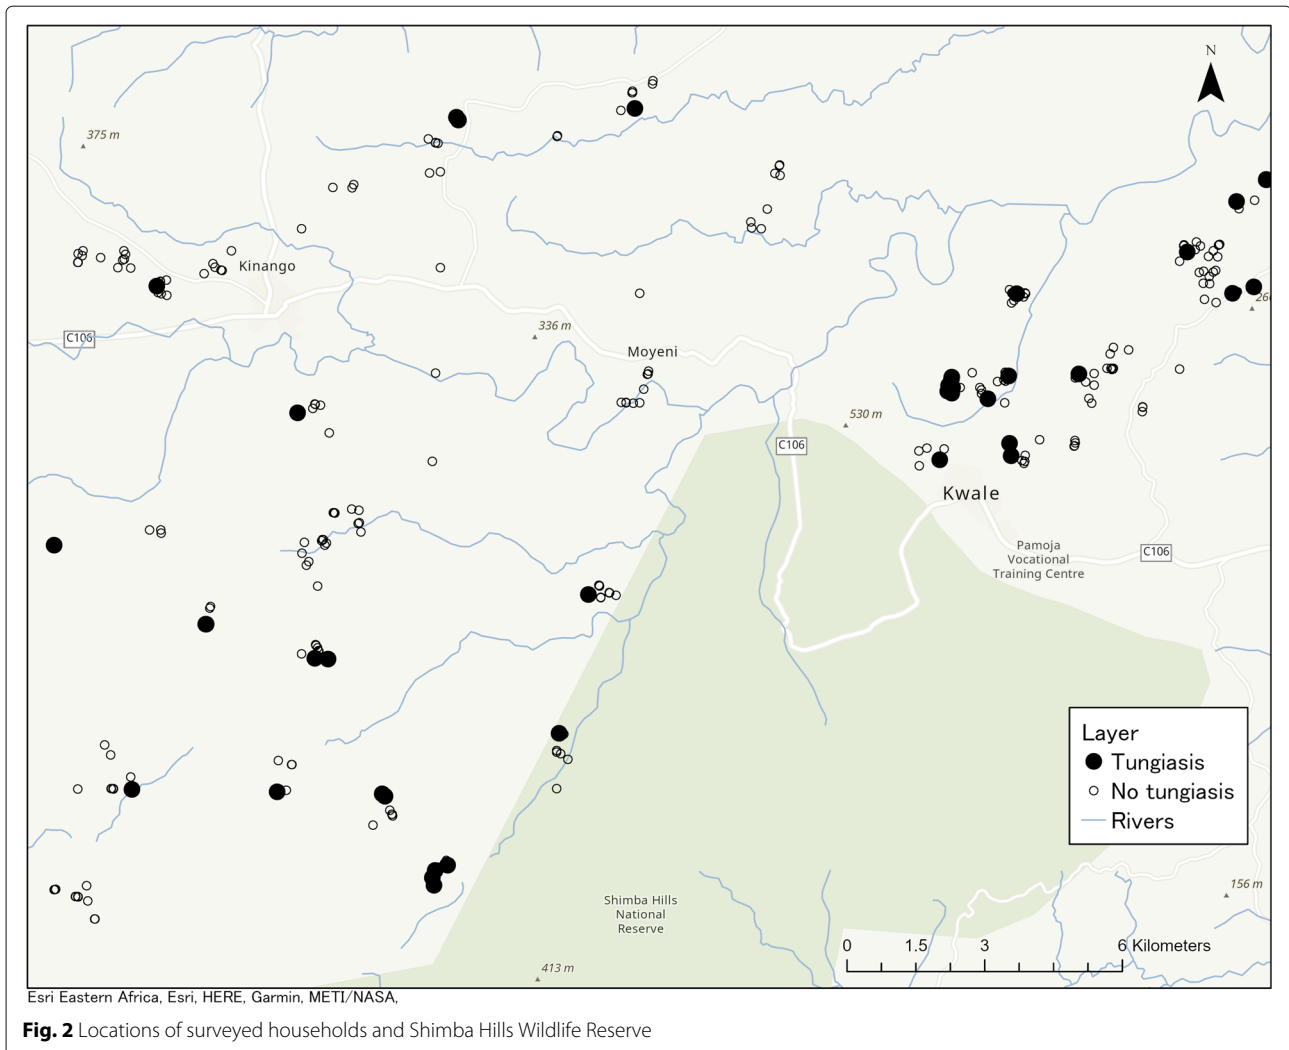 N
375 m
Kinango
C106
336 m
Moyeni
26
530 m
C106
Kwale
Pamoja
Vocational
Training Centre
C106
Layer
Tungiasis
No tungiasis
Rivers
Shimba Hills
National
Reserve
156 m
0 1.5 3 6 Kilometers
413 m
Esri Eastern Africa, Esri, HERE, Garmin, METI/NASA,
Fig. 2 Locations of surveyed households and Shimba Hills Wildlife Reserve